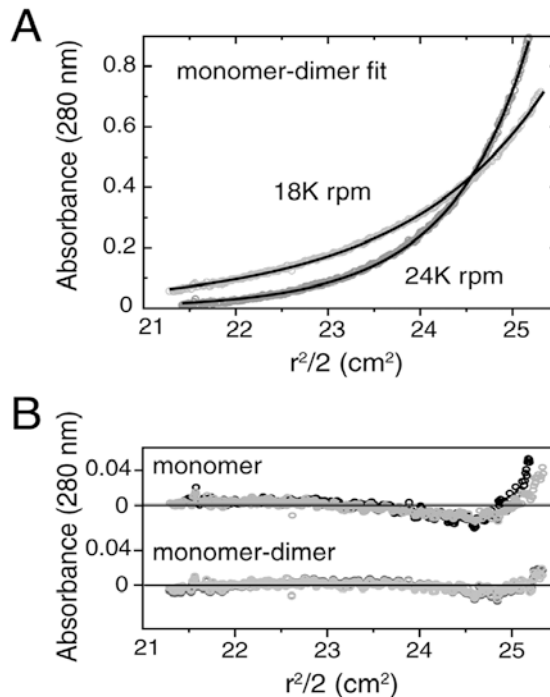 A
Absorbance (280 nm)
0.8
0.6
0.4
0.2
0
monomer-dimer fit
18K rpm
24K rpm
21 22 23 24 25
r²/2 (cm²)
B
Absorbance (280 nm)
0.04
0
0.04
0
monomer
monomer-dimer
21 22 23 24 25
r²/2 (cm²)